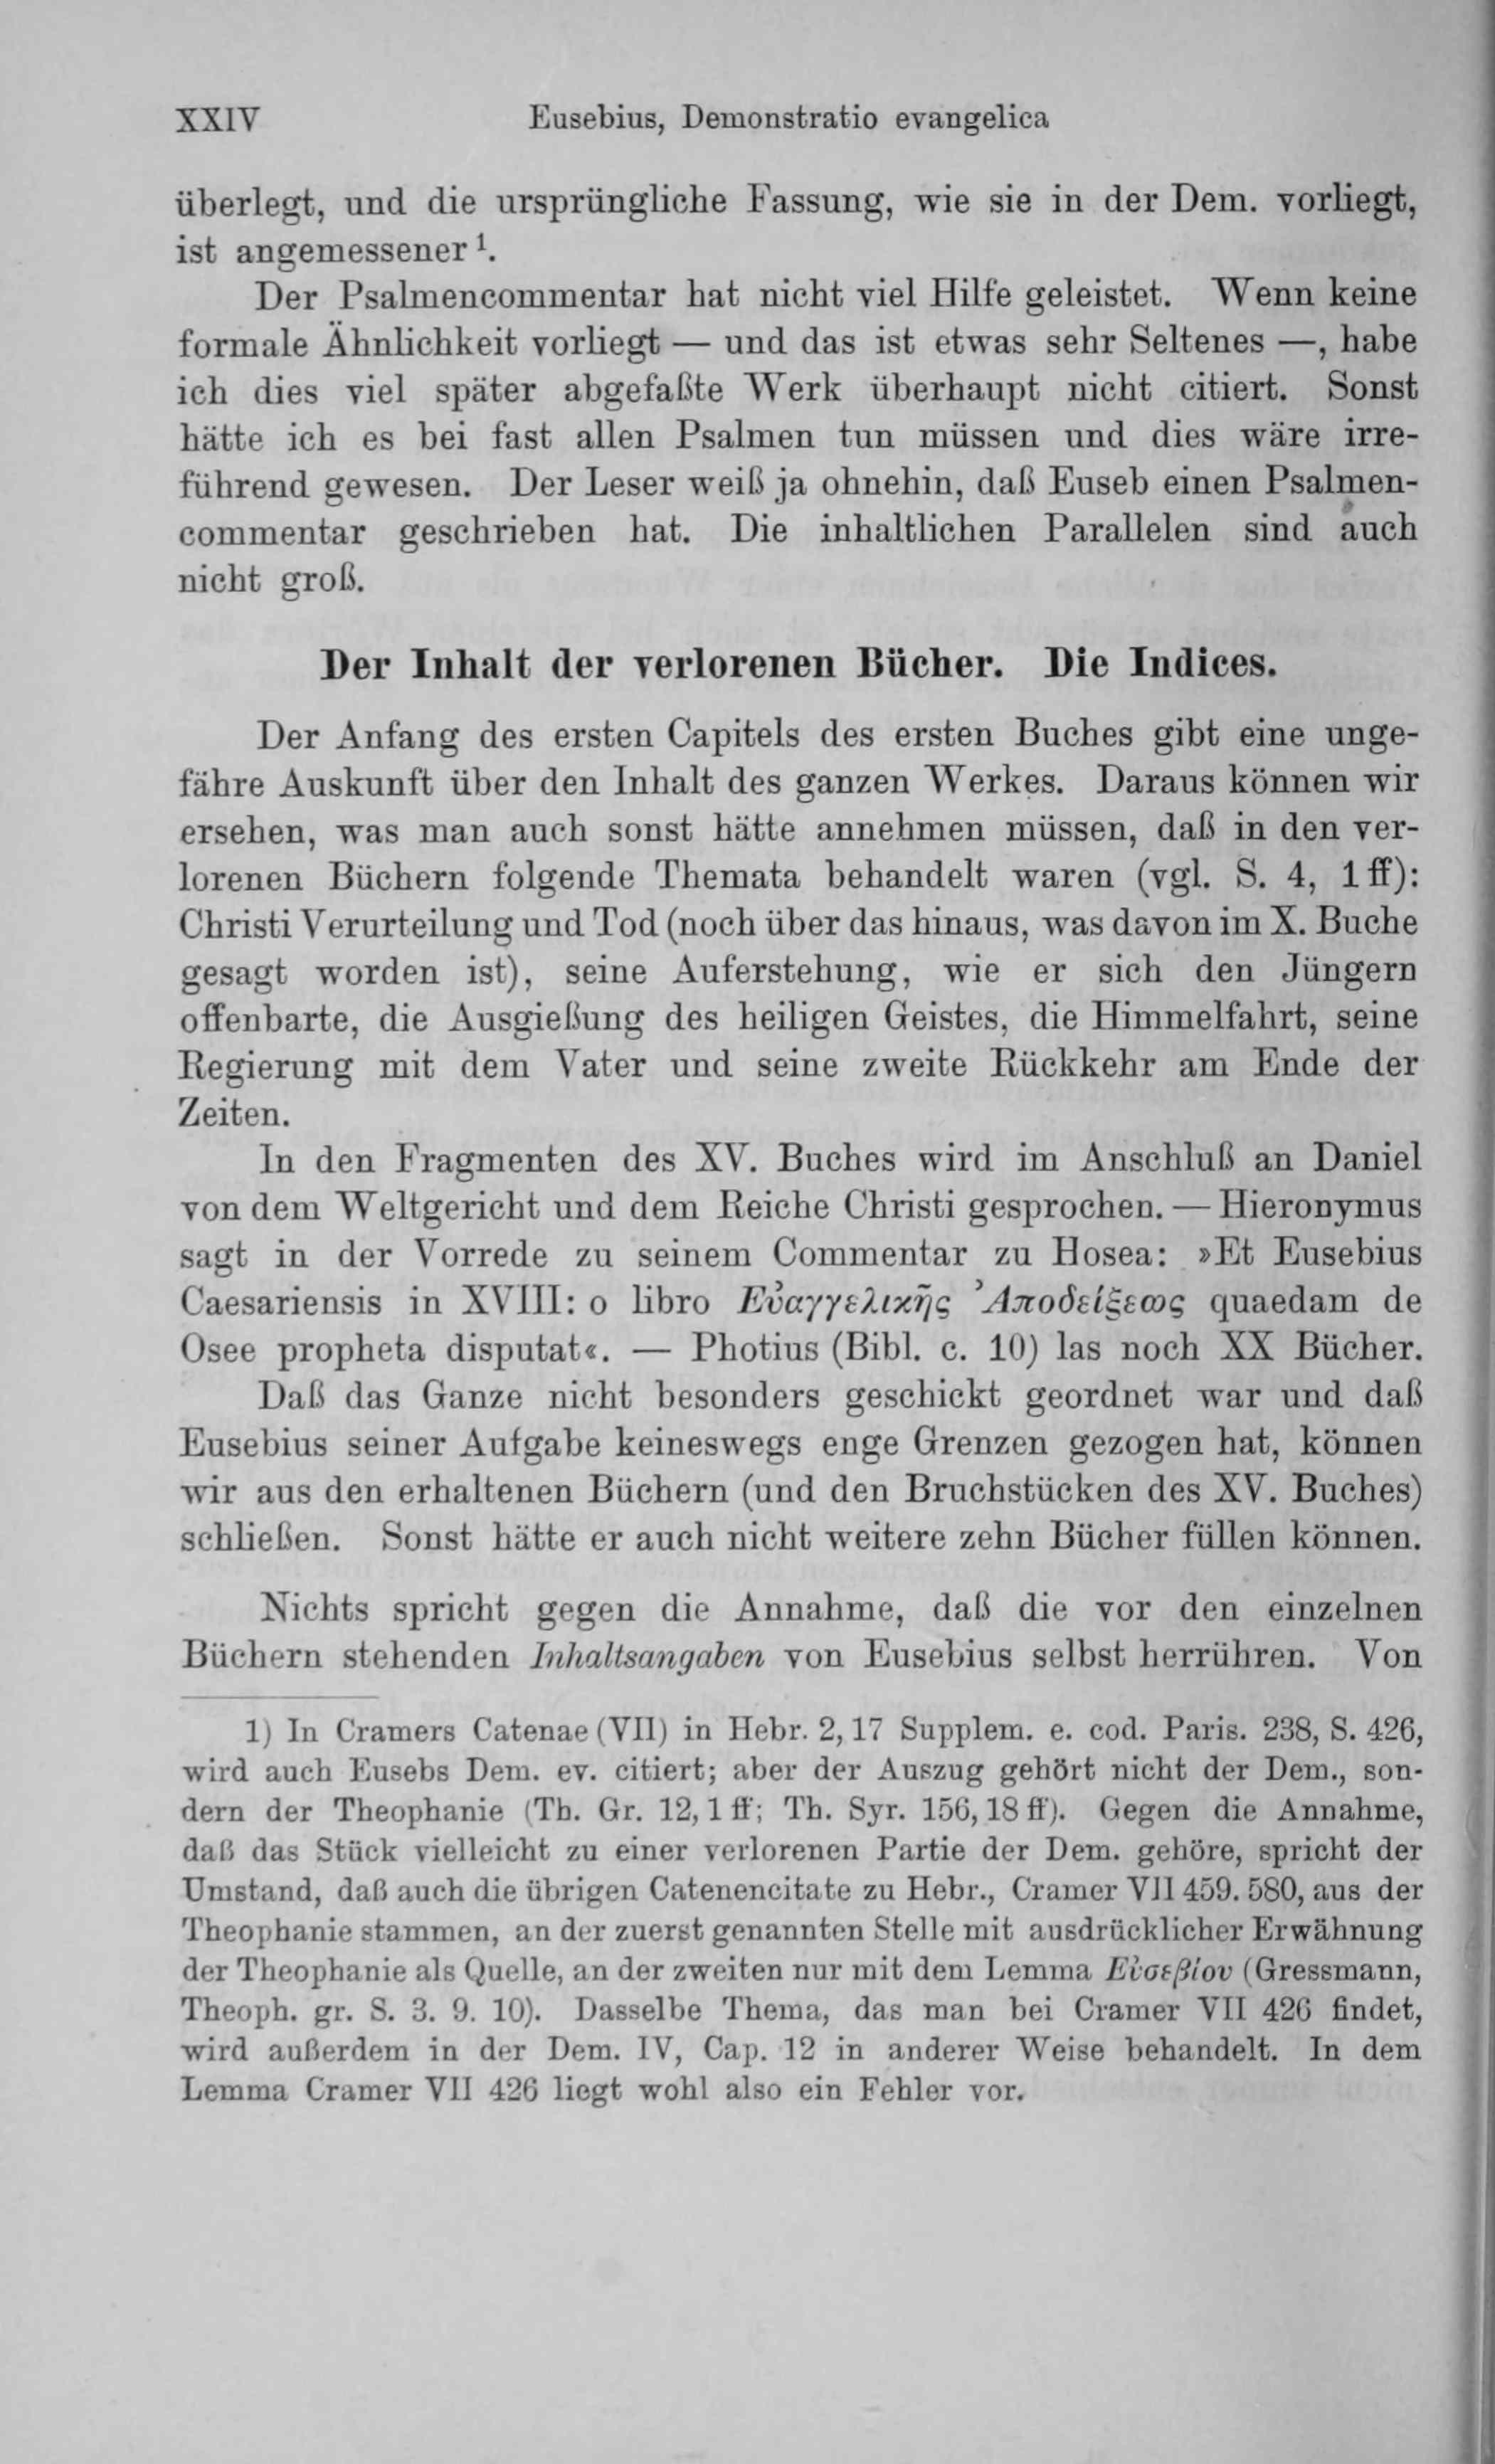 XXIV Eusebius, Demonstratio evangelica
überlegt, und die ursprüngliche Fassung, wie sie in der Dem. vorliegt,
ist angemessener ¹.
Der Psalmencommentar hat nicht viel Hilfe geleistet. Wenn keine
formale Ähnlichkeit vorliegt — und das ist etwas sehr Seltenes —, habe
ich dies viel später abgefaßte Werk überhaupt nicht citiert. Sonst
hätte ich es bei fast allen Psalmen tun müssen und dies wäre irre-
führend gewesen. Der Leser weiß ja ohnehin, daß Euseb einen Psalmen-
commentar geschrieben hat. Die inhaltlichen Parallelen sind auch
nicht groß.
Der Inhalt der verlorenen Bücher. Die Indices.
Der Anfang des ersten Capitels des ersten Buches gibt eine unge-
fähre Auskunft über den Inhalt des ganzen Werkes. Daraus können wir
ersehen, was man auch sonst hätte annehmen müssen, daß in den ver-
lorenen Büchern folgende Themata behandelt waren (vgl. S. 4, 1 ff):
Christi Verurteilung und Tod (noch über das hinaus, was davon im X. Buche
gesagt worden ist), seine Auferstehung, wie er sich den Jüngern
offenbarte, die Ausgießung des heiligen Geistes, die Himmelfahrt, seine
Regierung mit dem Vater und seine zweite Rückkehr am Ende der
Zeiten.
In den Fragmenten des XV. Buches wird im Anschluß an Daniel
von dem Weltgericht und dem Reiche Christi gesprochen. — Hieronymus
sagt in der Vorrede zu seinem Commentar zu Hosea: »Et Eusebius
Caesariensis in XVIII: o libro Εὐαγγελικῆς Ἀποδείξεως quaedam de
Osee propheta disputat«. — Photius (Bibl. c. 10) las noch XX Bücher.
Daß das Ganze nicht besonders geschickt geordnet war und daß
Eusebius seiner Aufgabe keineswegs enge Grenzen gezogen hat, können
wir aus den erhaltenen Büchern (und den Bruchstücken des XV. Buches)
schließen. Sonst hätte er auch nicht weitere zehn Bücher füllen können.
Nichts spricht gegen die Annahme, daß die vor den einzelnen
Büchern stehenden Inhaltsangaben von Eusebius selbst herrühren. Von
1) In Cramers Catenae (VII) in Hebr. 2, 17 Supplem. e. cod. Paris. 238, S. 426,
wird auch Eusebs Dem. ev. citiert; aber der Auszug gehört nicht der Dem., son-
dern der Theophanie (Th. Gr. 12, 1 ff; Th. Syr. 156, 18 ff). Gegen die Annahme,
daß das Stück vielleicht zu einer verlorenen Partie der Dem. gehöre, spricht der
Umstand, daß auch die übrigen Catenencitate zu Hebr., Cramer VII 459. 580, aus der
Theophanie stammen, an der zuerst genannten Stelle mit ausdrücklicher Erwähnung
der Theophanie als Quelle, an der zweiten nur mit dem Lemma Εὐσεβίου (Gressmann,
Theoph. gr. S. 3. 9. 10). Dasselbe Thema, das man bei Cramer VII 426 findet,
wird außerdem in der Dem. IV, Cap. 12 in anderer Weise behandelt. In dem
Lemma Cramer VII 426 liegt wohl also ein Fehler vor.